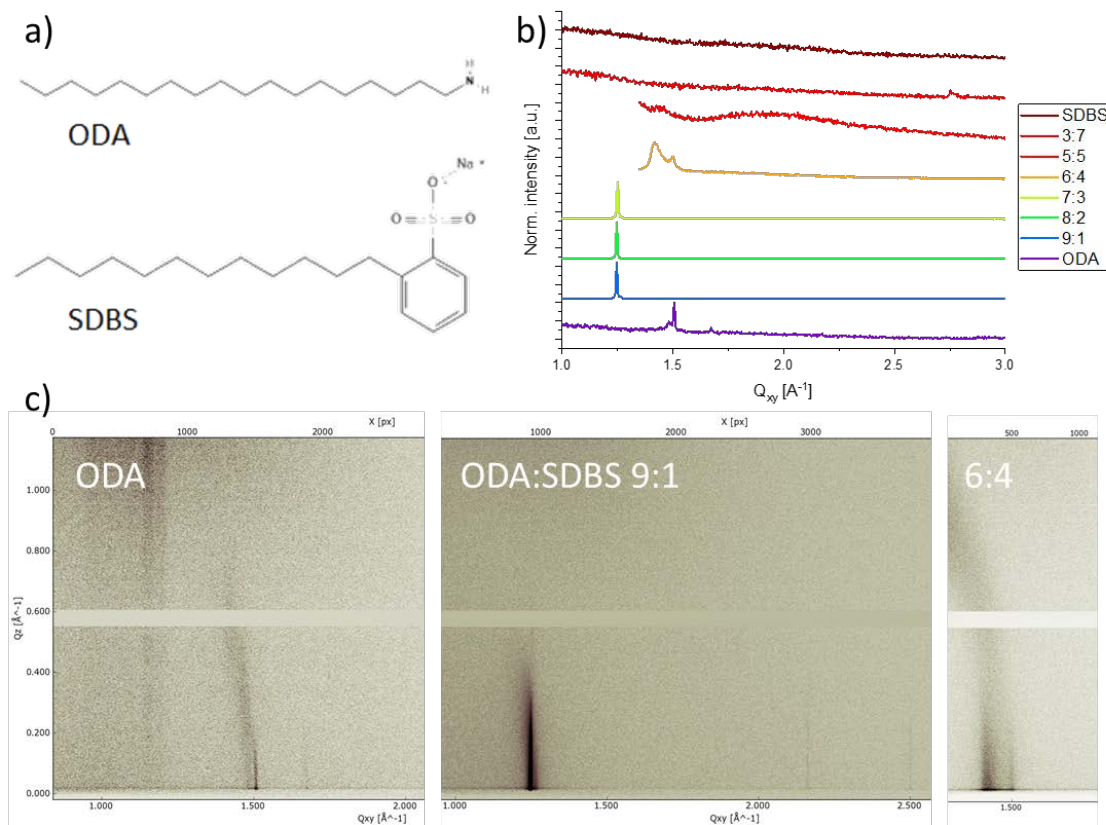 a)
H
N
H
ODA
Na +
O -
O
S
O
SDBS
b)
Norm. intensity [a.u.]
SDBS
3:7
5:5
6:4
7:3
8:2
9:1
ODA
1.0 1.5 2.0 2.5 3.0
Qxy [A-1]
c)
0 1000 X [px] 2000
ODA
1.000
0.800
0.600
Qz [Å^-1]
0.400
0.200
0.000
1.000 1.500 2.000
Qxy [Å^-1]
1000 X [px] 2000 3000
ODA:SDBS 9:1
1.000 1.500 2.000 2.500
Qxy [Å^-1]
500 1000
6:4
1.500